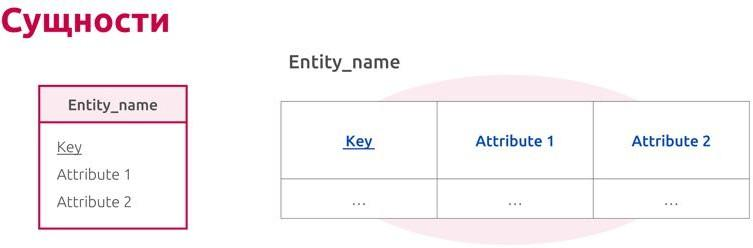 Сущности
Entity_name
Key
Attribute 1
Attribute 2
Entity_name
Key Attribute 1 Attribute 2
... ... ...